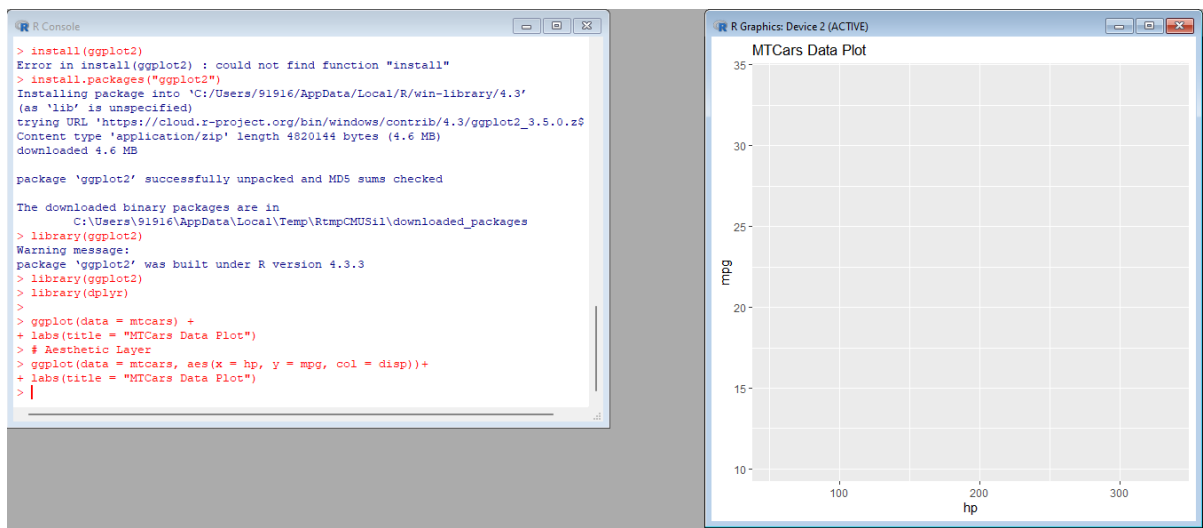 R Console
> install(ggplot2)
Error in install(ggplot2) : could not find function "install"
> install.packages("ggplot2")
Installing package into ‘C:/Users/91916/AppData/Local/R/win-library/4.3’
(as ‘lib’ is unspecified)
trying URL 'https://cloud.r-project.org/bin/windows/contrib/4.3/ggplot2_3.5.0.z$
Content type 'application/zip' length 4820144 bytes (4.6 MB)
downloaded 4.6 MB
package ‘ggplot2’ successfully unpacked and MD5 sums checked
The downloaded binary packages are in
C:\Users\91916\AppData\Local\Temp\RtmpCMUSil\downloaded_packages
> library(ggplot2)
Warning message:
package ‘ggplot2’ was built under R version 4.3.3
> library(ggplot2)
> library(dplyr)
>
> ggplot(data = mtcars) +
+ labs(title = "MTCars Data Plot")
> # Aesthetic Layer
> ggplot(data = mtcars, aes(x = hp, y = mpg, col = disp))+
+ labs(title = "MTCars Data Plot")
>
R Graphics: Device 2 (ACTIVE)
MTCars Data Plot
35
30
25
mpg
20
15
10
100 200 300
hp